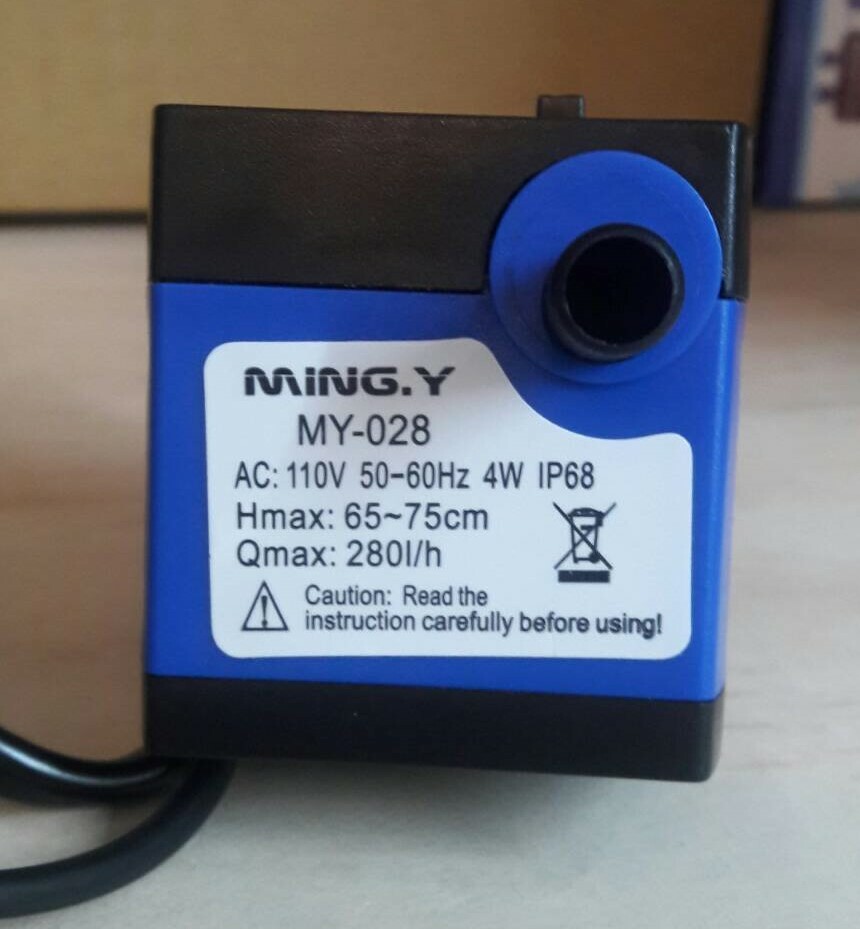 MiNG.Y
MY-028
AC: 110V 50-60Hz 4W IP68
Hmax: 65~75cm
Qmax: 280l/h
Caution: Read the
instruction carefully before using!